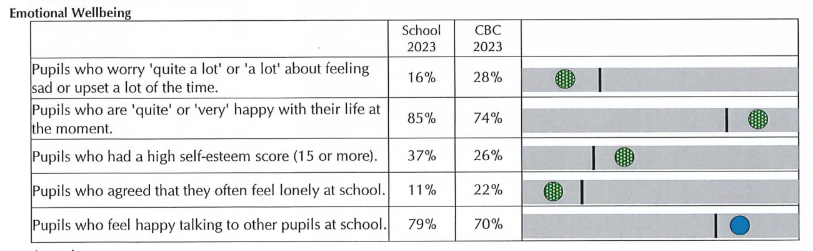 Emotional Wellbeing
School CBC
2023 2023
Pupils who worry 'quite a lot' or 'a lot' about feeling
sad or upset a lot of the time. 16% 28%
Pupils who are 'quite' or 'very' happy with their life at
the moment. 85% 74%
Pupils who had a high self-esteem score (15 or more). 37% 26%
Pupils who agreed that they often feel lonely at school. 11% 22%
Pupils who feel happy talking to other pupils at school. 79% 70%